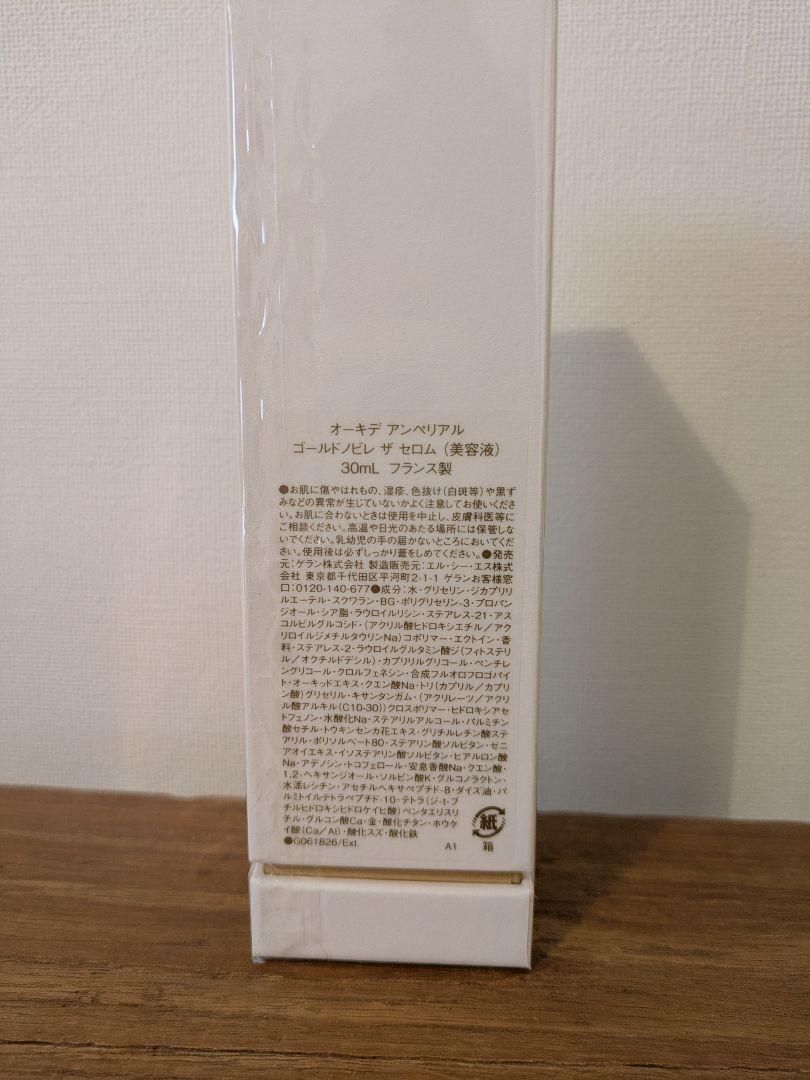 オーキデ アンペリアル
ゴールドノビレ ザ セロム (美容液)
30mL フランス製
●お肌に傷やはれもの、湿疹、色抜け(白斑等)や黒ず
みなどの異常が生じていないかよく注意してお使いくださ
い。お肌に合わないときは使用を中止し、皮膚科医等に
ご相談ください。高温や日光のあたる場所には保管しな
いでください。乳幼児の手の届かないところにおいてくだ
さい。使用後は必ずしっかり蓋をしめてください。●発売
元:ゲラン株式会社 製造販売元:エル・シー・エス株式
会社 東京都千代田区平河町2-1-1 ゲランお客様窓
口:0120-140-677●成分:水・グリセリン・ジカプリリ
ルエーテル・スクワラン・BG・ポリグリセリン-3・プロパン
ジオール・シア脂・ラウロイルリシン・ステアレス-21・アス
コルビルグルコシド・(アクリル酸ヒドロキシエチル/アク
リロイルジメチルタウリンNa)コポリマー・エクトイン・香
料・ステアレス-2・ラウロイルグルタミン酸ジ(フィトステリ
ル/オクチルドデシル)・カプリリルグリコール・ペンチレ
ングリコール・クロルフェネシン・合成フルオロフロゴパイ
ト・オーキッドエキス・クエン酸Na・トリ(カプリル/カプリ
ン酸)グリセリル・キサンタンガム・(アクリレーツ/アクリ
ル酸アルキル(C10-30))クロスポリマー・ヒドロキシアセ
トフェノン・水酸化Na・ステアリルアルコール・パルミチン
酸セチル・トウキンセンカ花エキス・グリチルレチン酸ステ
アリル・ポリソルベート80・ステアリン酸ソルビタン・ゼニ
アオイエキス・イソステアリン酸ソルビタン・ヒアルロン酸
Na・アデノシン・トコフェロール・安息香酸Na・クエン酸・
1,2-ヘキサンジオール・ソルビン酸K・グルコノラクトン・
水添レシチン・アセチルヘキサペプチド-8・ダイズ油・パ
ルミトイルテトラペプチド-10・テトラ(ジ-t-ブ
チルヒドロキシヒドロケイヒ酸)ペンタエリスリ
チル・グルコン酸Ca・金・酸化チタン・ホウケ
イ酸(Ca/Al)・酸化スズ・酸化鉄
●G061826/Ext.
A1
紙
箱